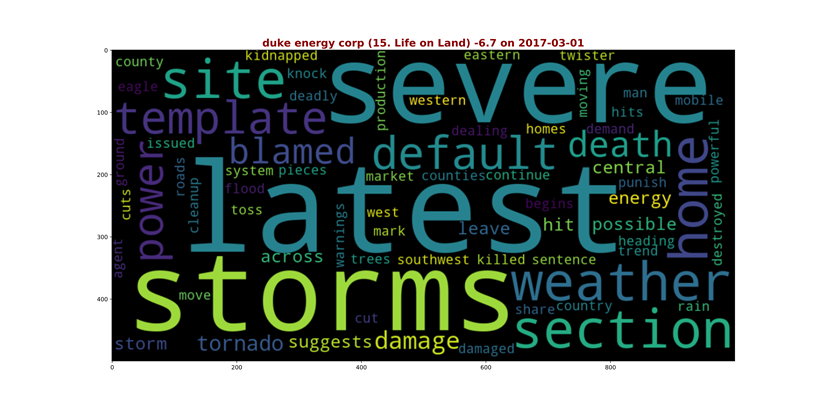 duke energy corp (15. Life on Land) -6.7 on 2017-03-01
0
100
200
300
400
0
200
400
600
800
county
kidnapped
eastern
twister
site
knock
production
severe
moving
eagle
deadly
western
man
mobile
hits
template
dealing
homes
demand
issued
blamed
default
death
powerful
ground
power
roads
system
pieces
market
counties
continue
central
home
flood
latest
punish
cuts
cleanup
toss
west
begins
energy
mark
leave
hit
possible
warnings
heading
trend
destroyed
agent
across
trees
southwest
killed
sentence
storms
weather
move
share
country
rain
cut
section
storm
tornado
suggests
damage
damaged